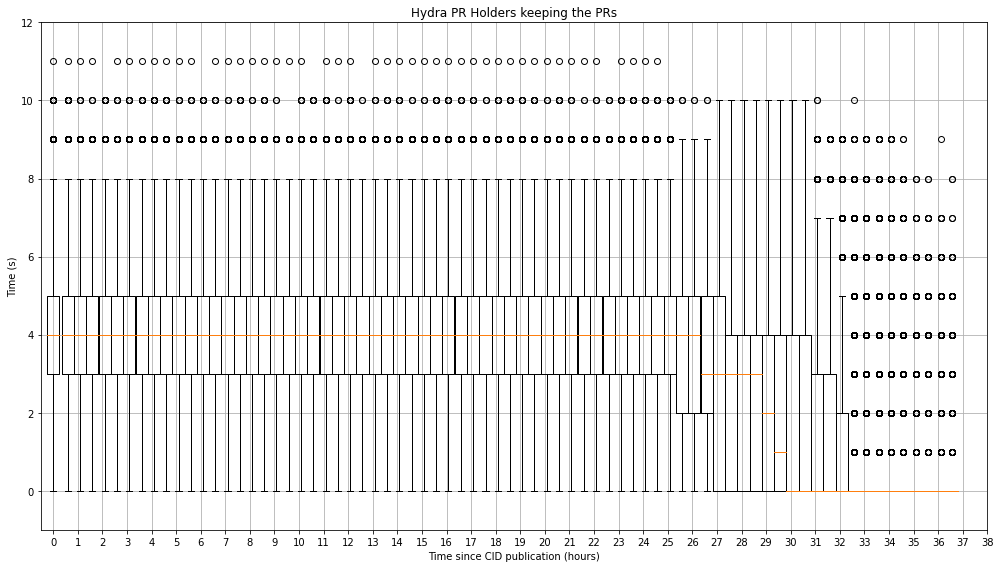 Hydra PR Holders keeping the PRs
12
10
8
6
4
2
0
Time (s)
0 1 2 3 4 5 6 7 8 9 10 11 12 13 14 15 16 17 18 19 20 21 22 23 24 25 26 27 28 29 30 31 32 33 34 35 36 37 38
Time since CID publication (hours)